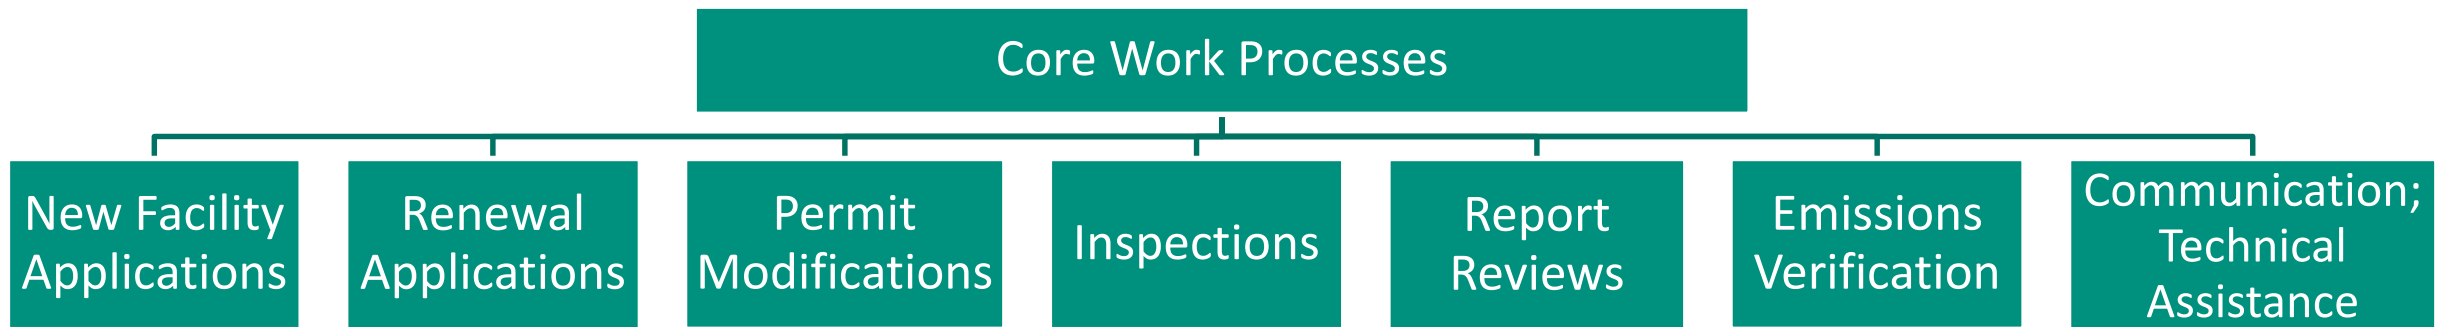 Core Work Processes
New Facility
Applications
Renewal
Applications
Permit
Modifications
Inspections
Report
Reviews
Emissions
Verification
Communication;
Technical
Assistance